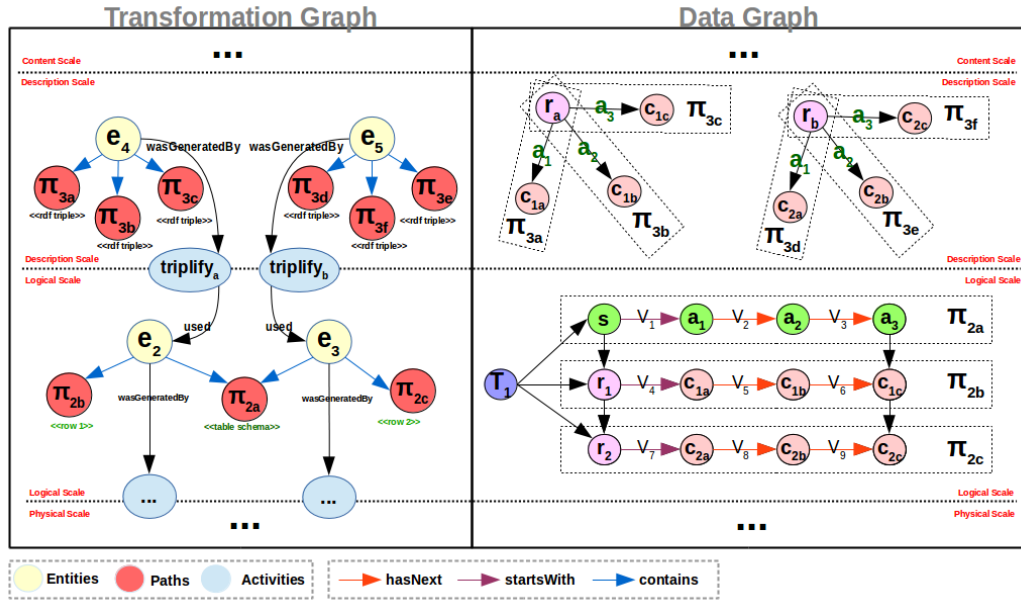 Transformation Graph
Data Graph
...
...
Content Scale
Description Scale
Content Scale
Description Scale
e4
wasGeneratedBy
wasGeneratedBy
e5
π3a
<<rdf triple>>
π3b
<<rdf triple>>
π3c
<<rdf triple>>
π3d
<<rdf triple>>
π3f
<<rdf triple>>
π3e
<<rdf triple>>
ra
a3
c1c
π3c
a1
a2
c1a
c1b
π3a
π3b
rb
a3
c2c
π3f
a1
a2
c2a
c2b
π3d
π3e
Description Scale
Logical Scale
triplifya
triplifyb
Description Scale
Logical Scale
used
used
e2
e3
π2b
<<row 1>>
wasGeneratedBy
π2a
<<table schema>>
wasGeneratedBy
π2c
<<row 2>>
s V1 a1 V2 a2 V3 a3 π2a
T1 r1 V4 c1a V5 c1b V6 c1c π2b
r2 V7 c2a V8 c2b V9 c2c π2c
...
...
Logical Scale
Physical Scale
Logical Scale
Physical Scale
...
...
Entities Paths Activities
hasNext startsWith contains